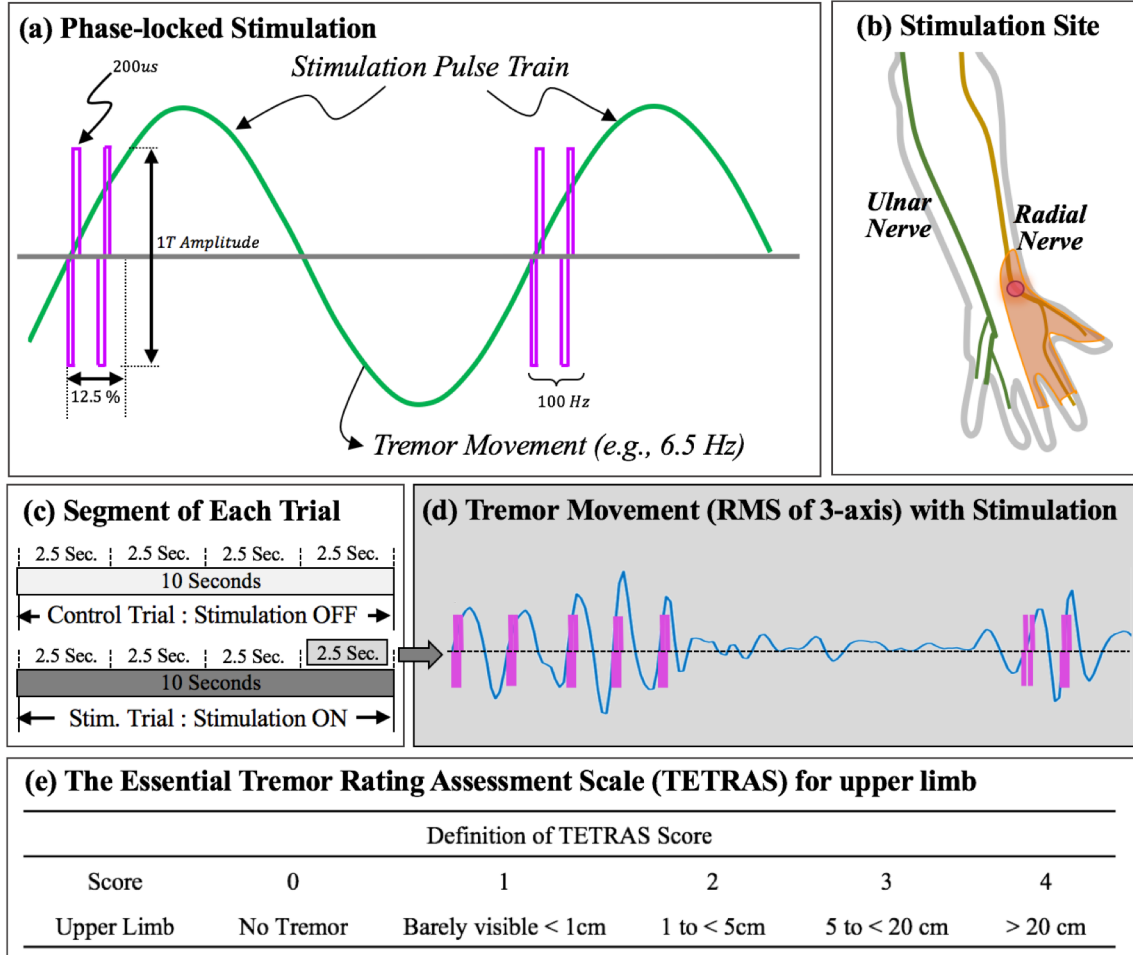 (a) Phase-locked Stimulation
200us
Stimulation Pulse Train
1T Amplitude
12.5 %
100 Hz
Tremor Movement (e.g., 6.5 Hz)
(b) Stimulation Site
Ulnar
Nerve
Radial
Nerve
(c) Segment of Each Trial
2.5 Sec. 2.5 Sec. 2.5 Sec. 2.5 Sec.
10 Seconds
Control Trial : Stimulation OFF
2.5 Sec. 2.5 Sec. 2.5 Sec. 2.5 Sec.
10 Seconds
Stim. Trial : Stimulation ON
(d) Tremor Movement (RMS of 3-axis) with Stimulation
(e) The Essential Tremor Rating Assessment Scale (TETRAS) for upper limb
Definition of TETRAS Score
Score 0 1 2 3 4
Upper Limb No Tremor Barely visible < 1cm 1 to < 5cm 5 to < 20 cm > 20 cm